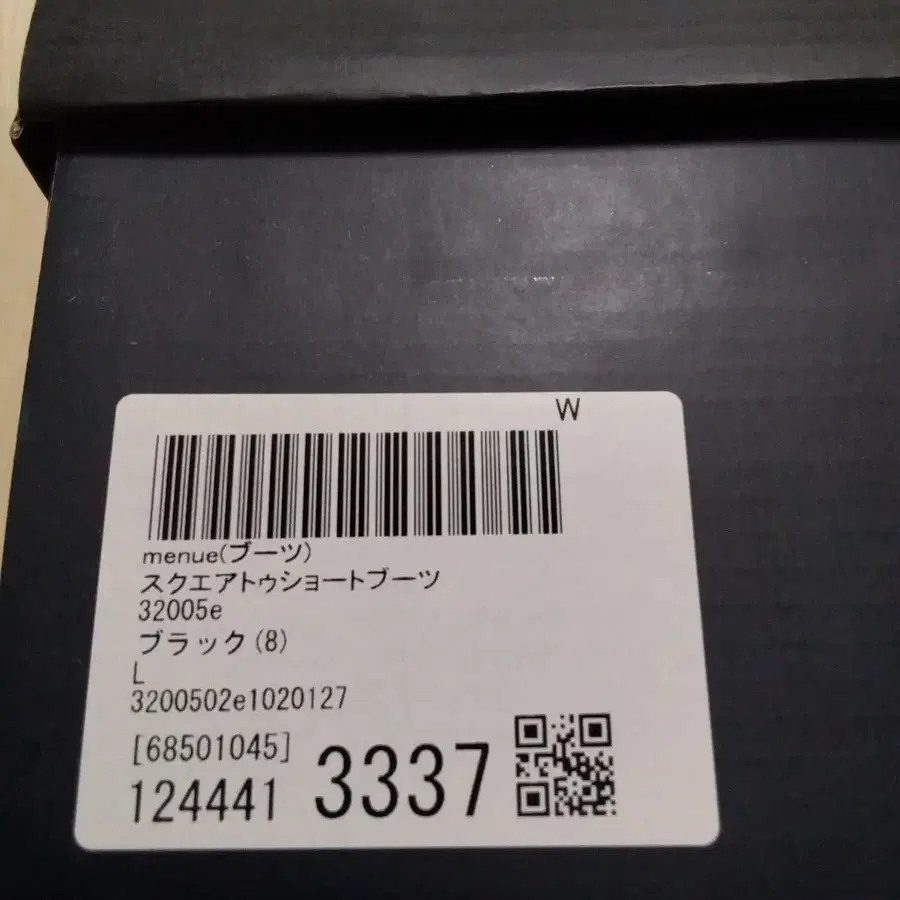 W
menue(ブーツ)
スクエアトゥショートブーツ
32005e
ブラック(8)
L
3200502e1020127
[68501045]
124441 3337